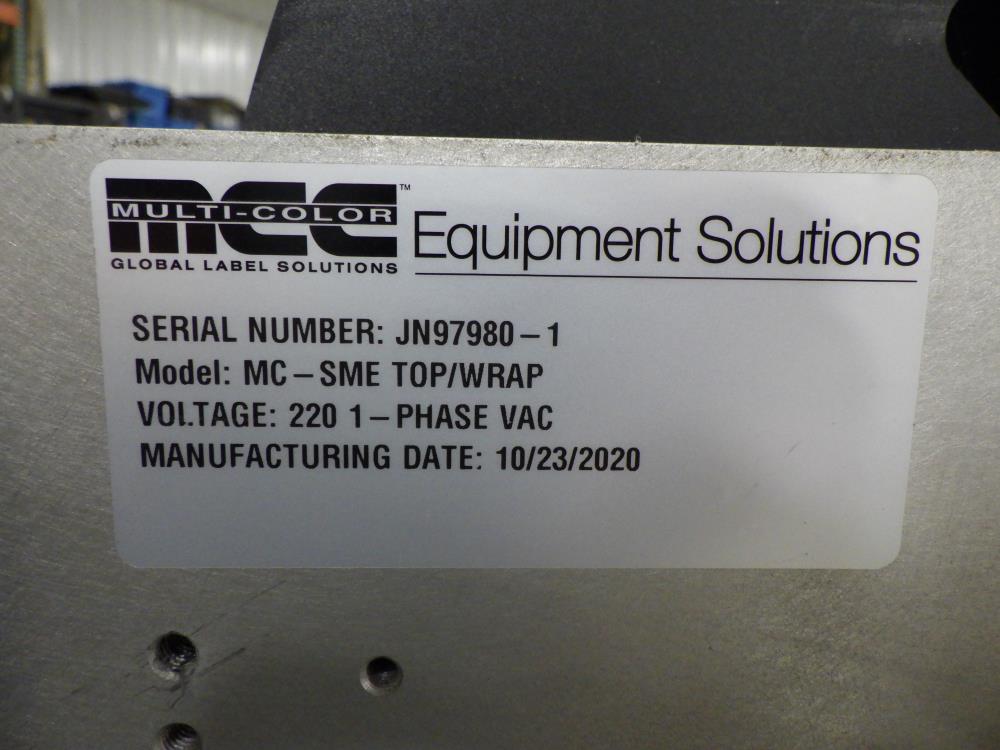 MCC™
MULTI-COLOR
GLOBAL LABEL SOLUTIONS
Equipment Solutions
SERIAL NUMBER: JN97980-1
Model: MC-SME TOP/WRAP
VOLTAGE: 220 1-PHASE VAC
MANUFACTURING DATE: 10/23/2020